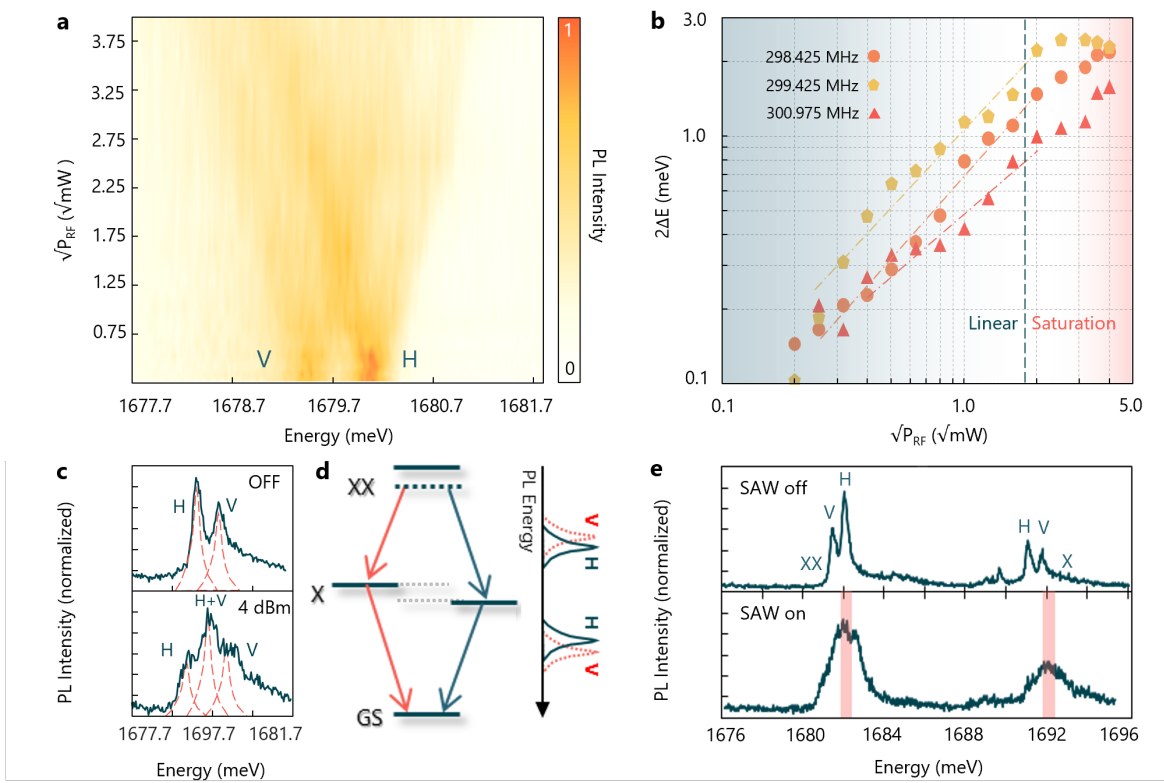 a
3.75
3.25
2.75
2.25
1.75
1.25
0.75
√P_RF (√mW)
V
H
1677.7 1678.7 1679.7 1680.7 1681.7
Energy (meV)
1
0
PL Intensity
b
3.0
1.0
0.1
2ΔE (meV)
298.425 MHz
299.425 MHz
300.975 MHz
Linear
Saturation
0.1 1.0 5.0
√P_RF (√mW)
c
OFF
H
V
4 dBm
H+V
H
V
PL Intensity (normalized)
1677.7 1697.7 1681.7
Energy (meV)
d
XX
X
GS
PL Energy
V
H
H
V
e
SAW off
H
V
XX
H
V
X
SAW on
PL Intensity (normalized)
1676 1680 1684 1688 1692 1696
Energy (meV)